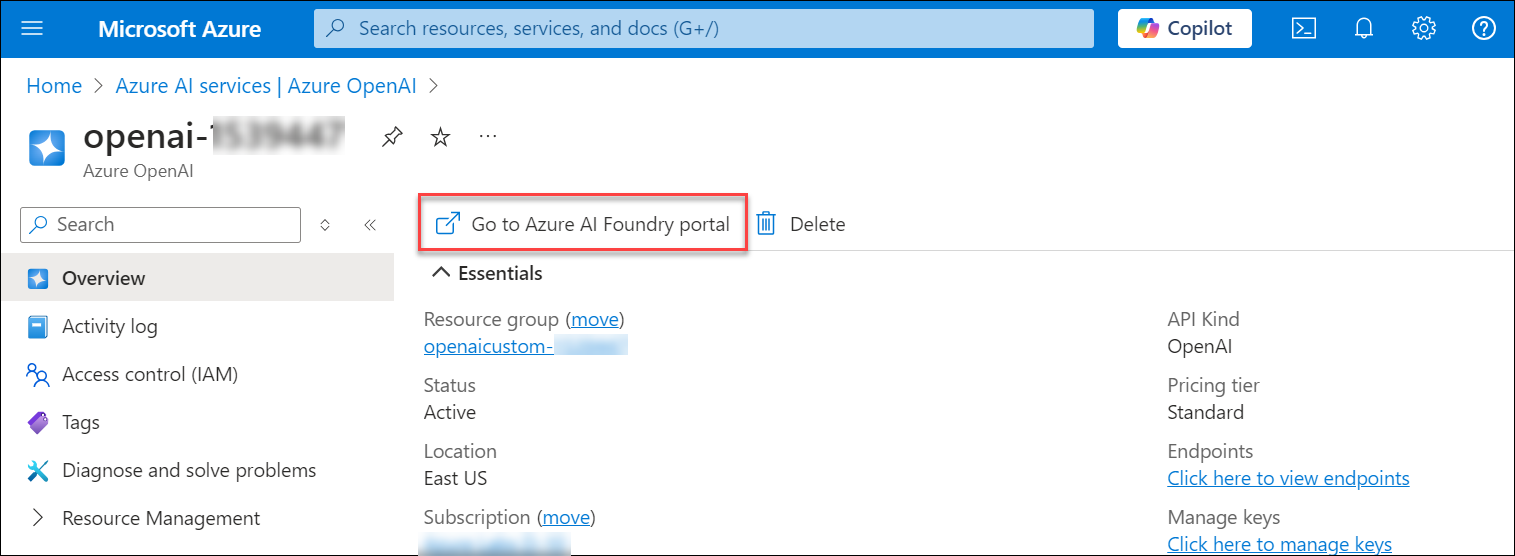 Microsoft Azure
Search resources, services, and docs (G+/)
Copilot
Home > Azure AI services | Azure OpenAI >
openai-
Azure OpenAI
Search
Go to Azure AI Foundry portal
Delete
Overview
Activity log
Access control (IAM)
Tags
Diagnose and solve problems
Resource Management
Essentials
Resource group (move)
openaicustom-
Status
Active
Location
East US
Subscription (move)
API Kind
OpenAI
Pricing tier
Standard
Endpoints
Click here to view endpoints
Manage keys
Click here to manage keys